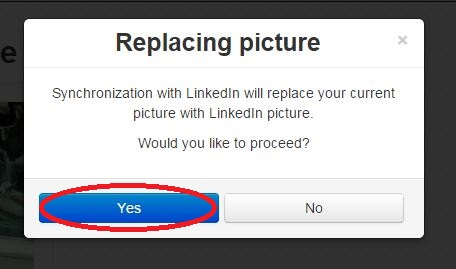 Replacing picture ×
Synchronization with LinkedIn will replace your current
picture with LinkedIn picture.
Would you like to proceed?
Yes No
e